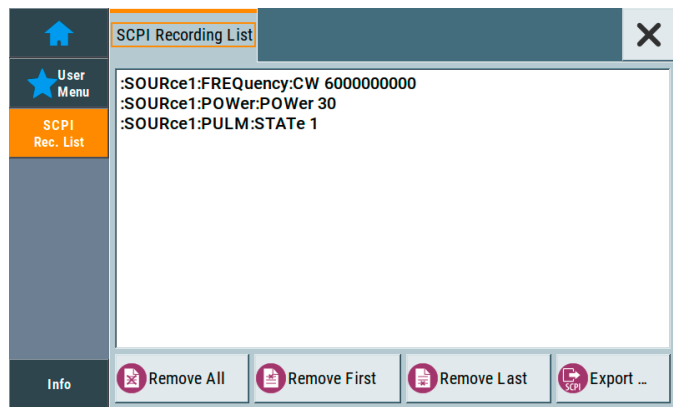 SCPI Recording List
User
Menu
SCPI
Rec. List
:SOURce1:FREQuency:CW 6000000000
:SOURce1:POWer:POWer 30
:SOURce1:PULM:STATe 1
Info
Remove All
Remove First
Remove Last
SCPI
Export ...